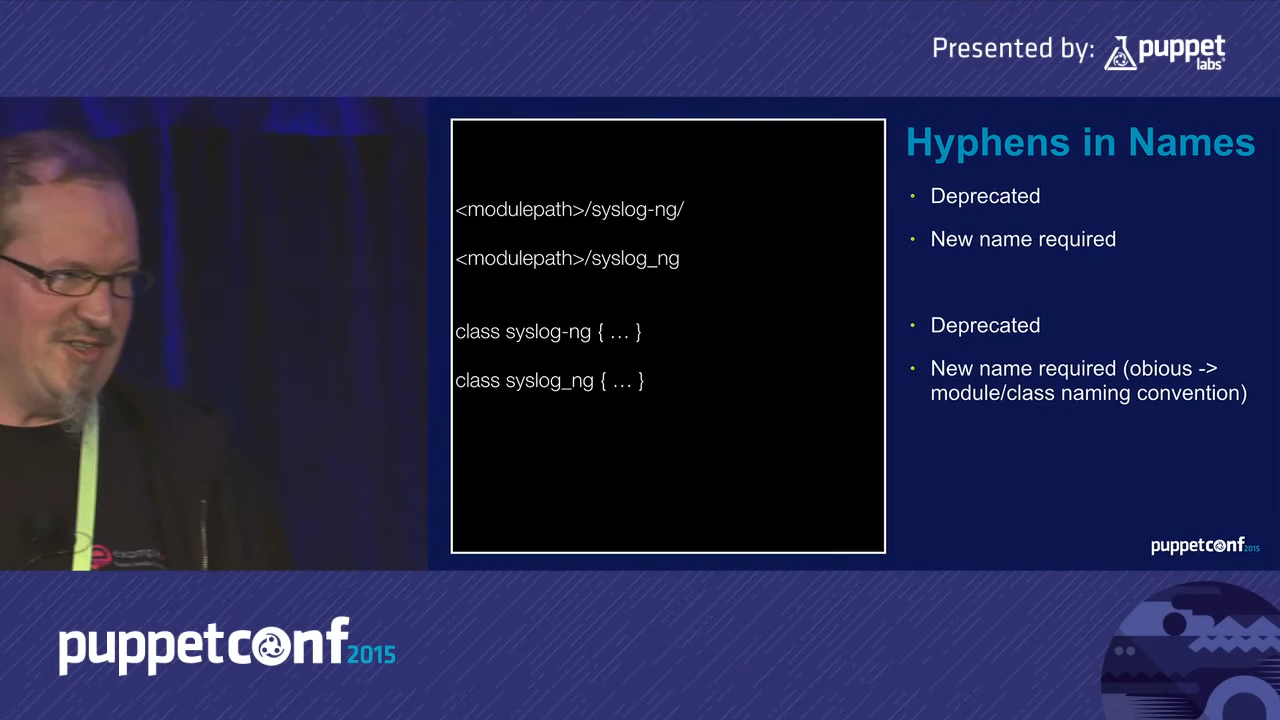 Presented by: puppet labs
<modulepath>/syslog-ng/
<modulepath>/syslog_ng
class syslog-ng { … }
class syslog_ng { … }
Hyphens in Names
• Deprecated
• New name required
• Deprecated
• New name required (obious ->
module/class naming convention)
example
puppetconf2015
puppetconf2015